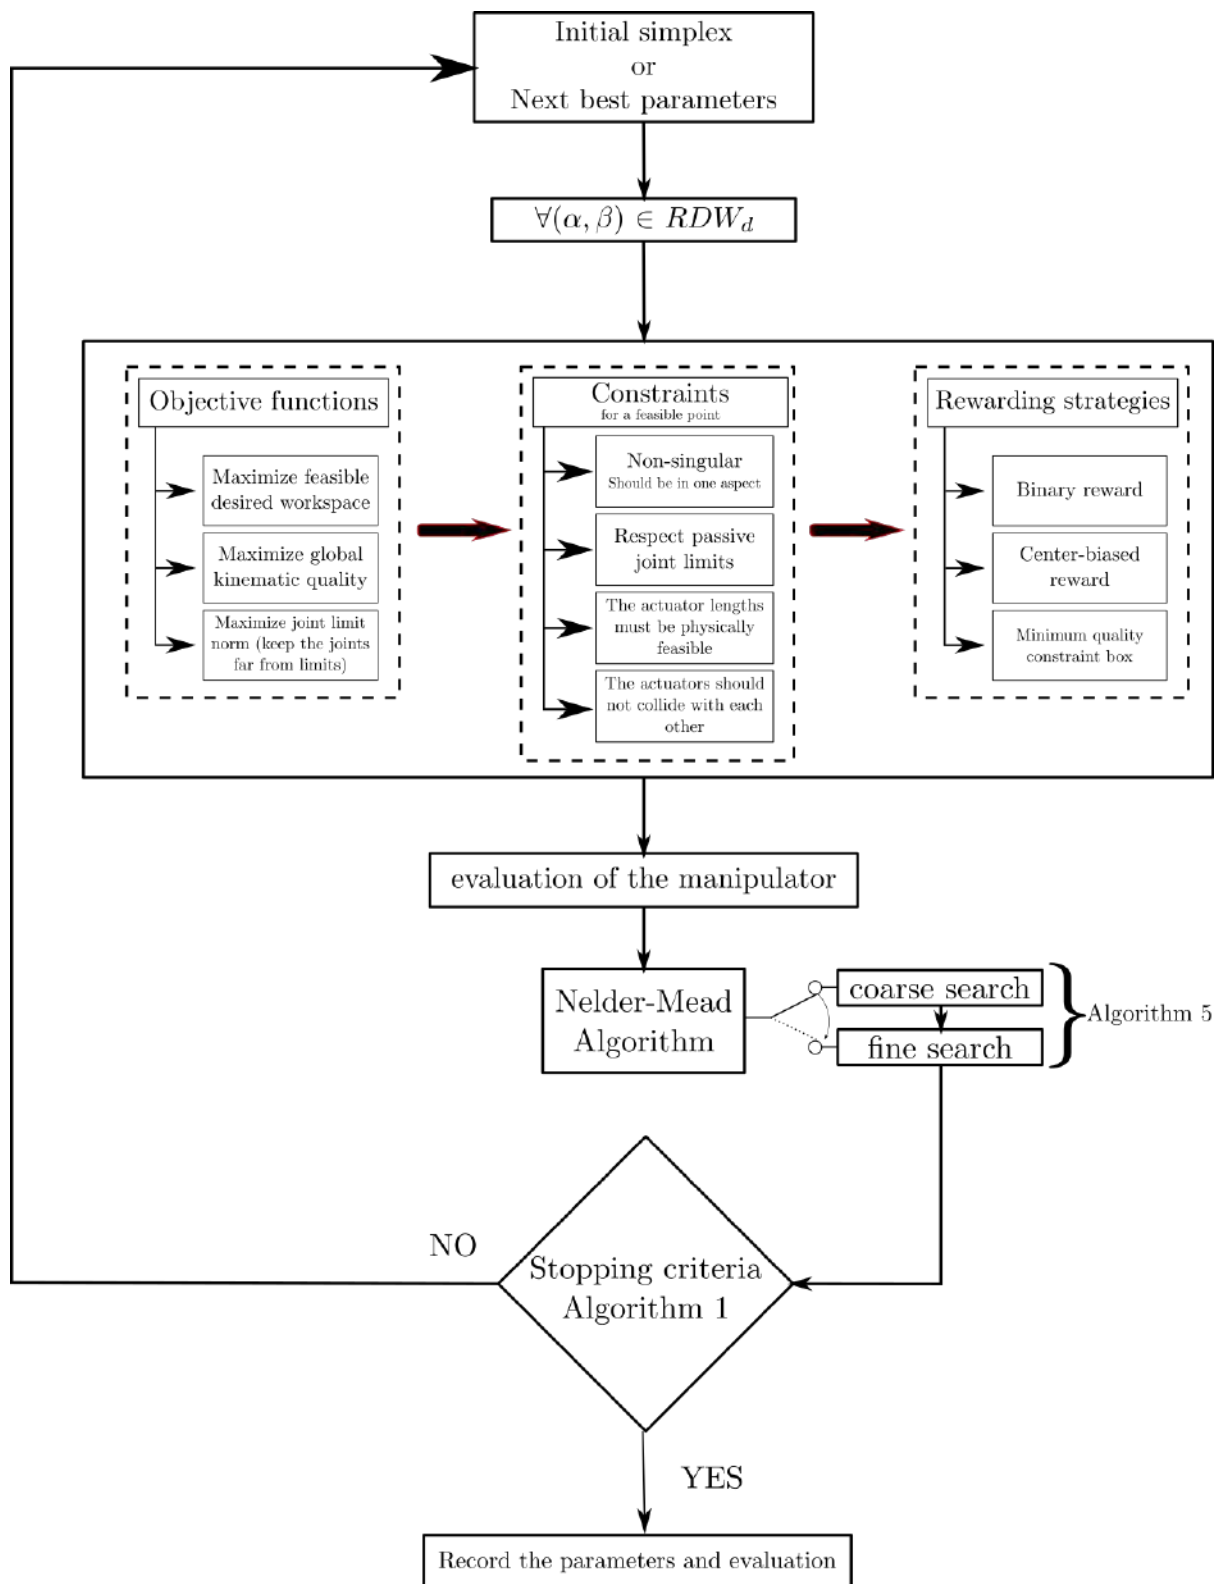 Initial simplex
or
Next best parameters
∀(α, β) ∈ RDW_d
Objective functions
Maximize feasible
desired workspace
Maximize global
kinematic quality
Maximize joint limit
norm (keep the joints
far from limits)
Constraints
for a feasible point
Non-singular
Should be in one aspect
Respect passive
joint limits
The actuator lengths
must be physically
feasible
The actuators should
not collide with each
other
Rewarding strategies
Binary reward
Center-biased
reward
Minimum quality
constraint box
evaluation of the manipulator
Nelder-Mead
Algorithm
coarse search
fine search
Algorithm 5
Stopping criteria
Algorithm 1
NO
YES
Record the parameters and evaluation